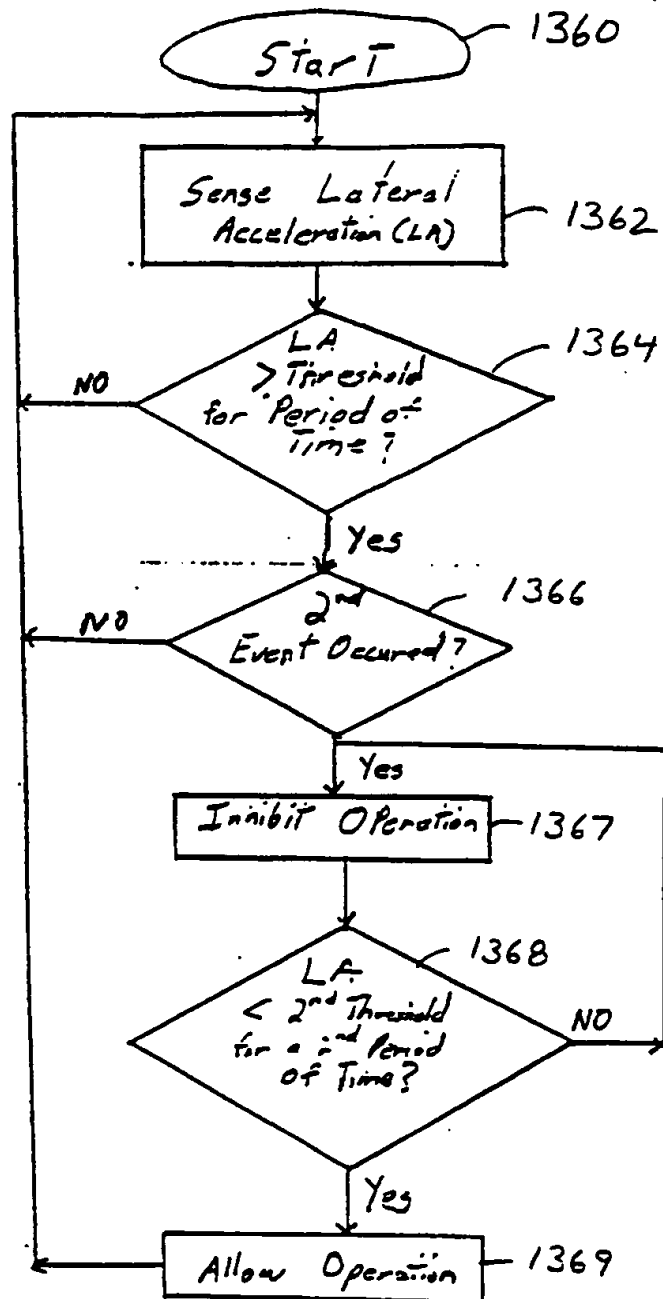 1360
Start
Sense Lateral
Acceleration (LA)
1362
1364
LA
> Threshold
for Period of
Time?
NO
Yes
1366
2nd
Event Occured?
NO
Yes
Inhibit Operation
1367
1368
LA
< 2nd Threshold
for a 2nd Period
of Time?
NO
Yes
Allow Operation
1369